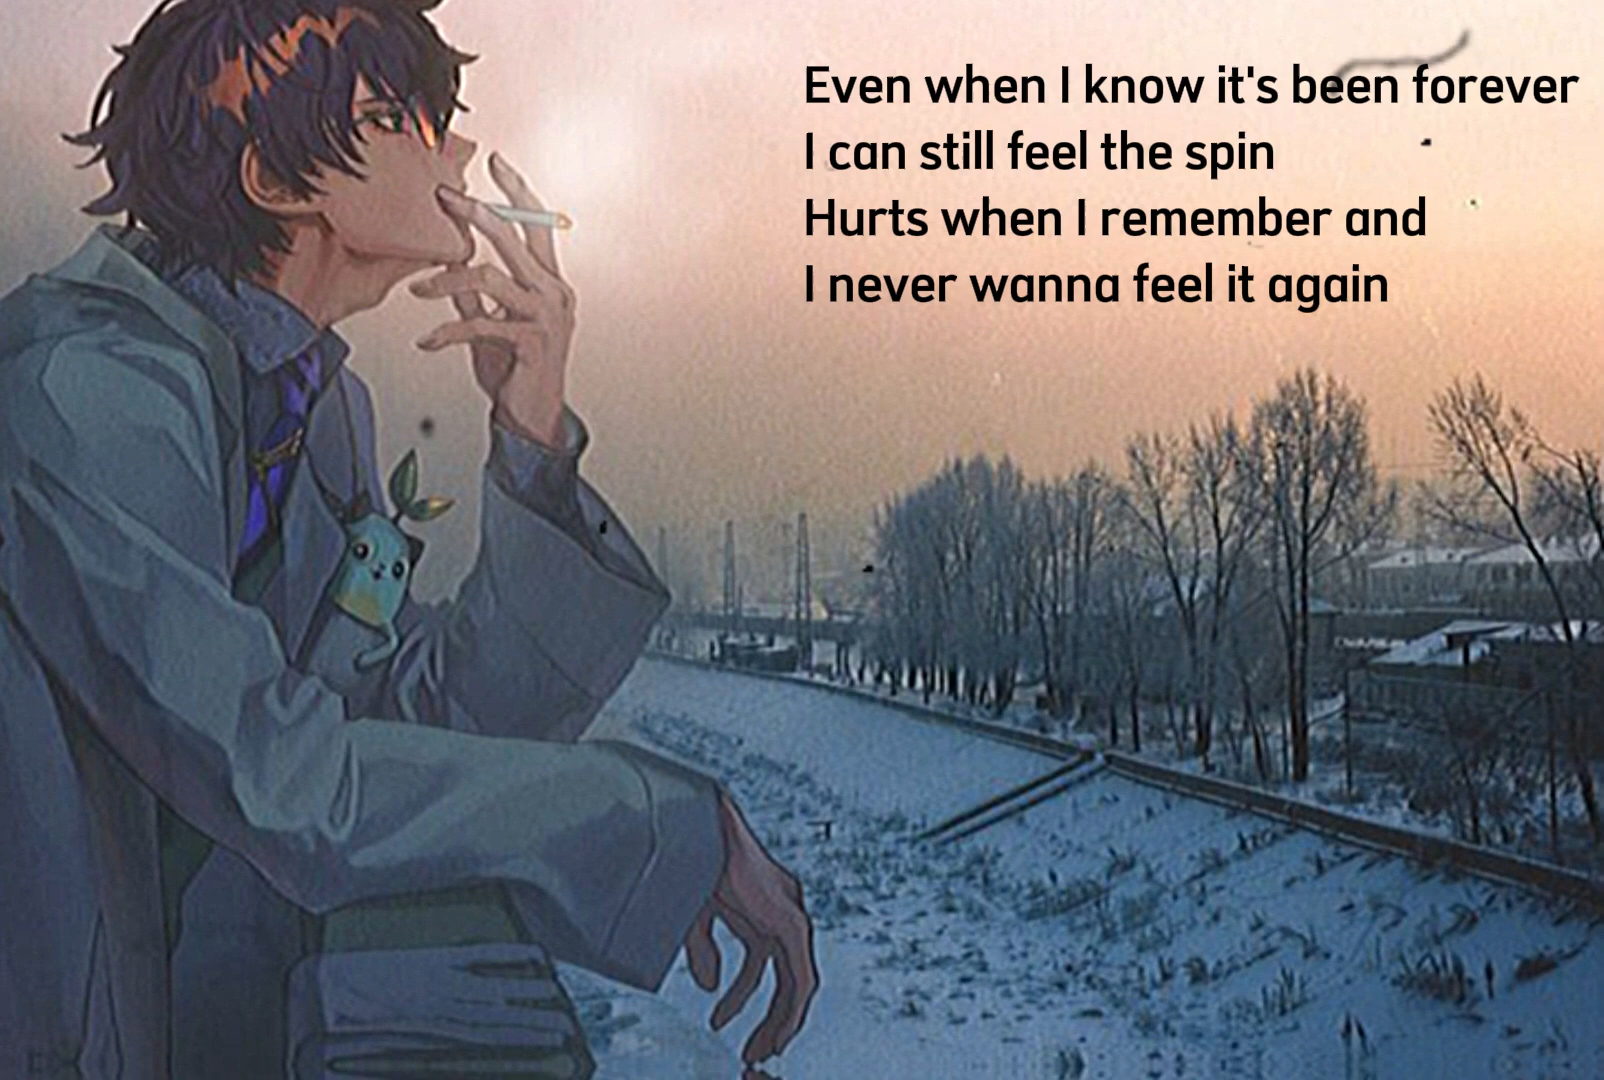 Even when I know it's been forever
I can still feel the spin
Hurts when I remember and
I never wanna feel it again